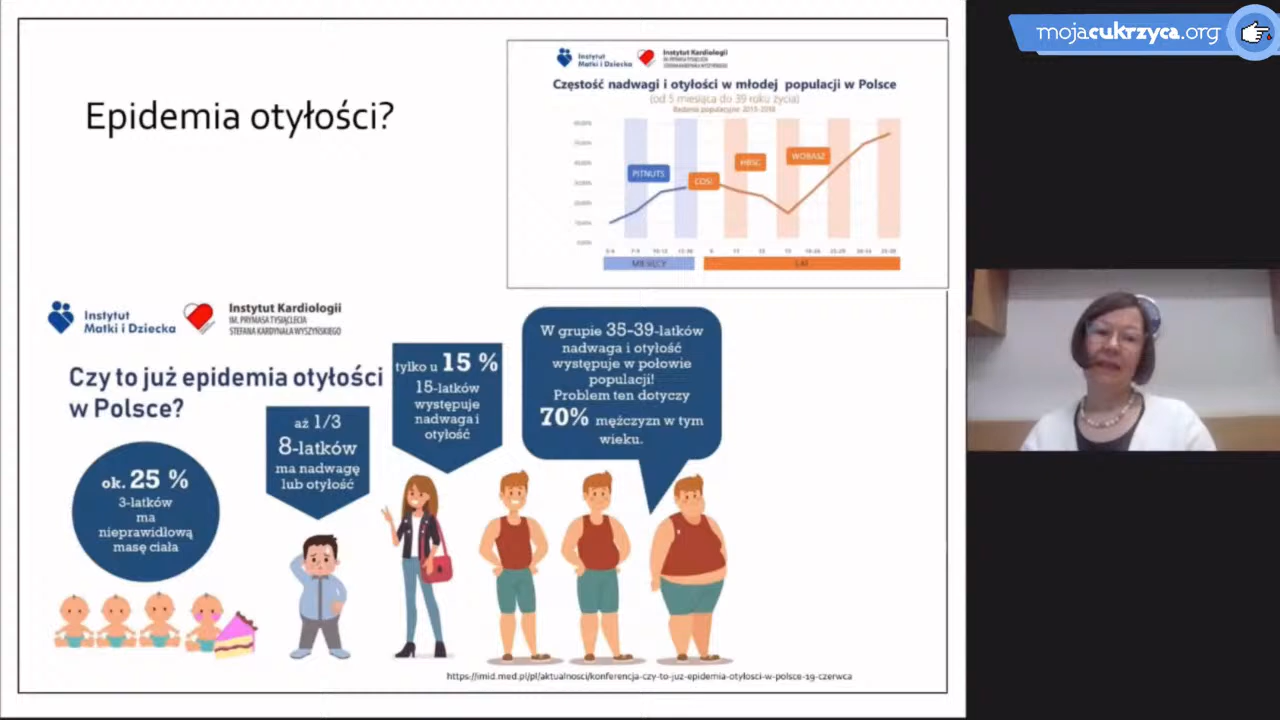 mojacukrzyca.org
Epidemia otyłości?
Instytut
Matki i Dziecka
Instytut Kardiologii
IM. PRYMASA TYSIĄCLECIA
STEFANA KARDYNAŁA WYSZYŃSKIEGO
Częstość nadwagi i otyłości w młodej populacji w Polsce
(od 5 miesiąca do 39 roku życia)
PITNUTS
COSI
HBSC
WOBASZ
MIESIĘCY
LAT
Instytut
Matki i Dziecka
Instytut Kardiologii
IM. PRYMASA TYSIĄCLECIA
STEFANA KARDYNAŁA WYSZYŃSKIEGO
Czy to już epidemia otyłości
w Polsce?
ok. 25 %
3-latków
ma
nieprawidłową
masę ciała
aż 1/3
8-latków
ma nadwagę
lub otyłość
tylko u 15 %
15-latków
występuje
nadwaga i
otyłość
W grupie 35-39-latków
nadwaga i otyłość
występuje w połowie
populacji!
Problem ten dotyczy
70% mężczyzn w tym
wieku.
https://imid.med.pl/pl/aktualnosci/konferencja-czy-to-juz-epidemia-otylosci-w-polsce-19-czerwca